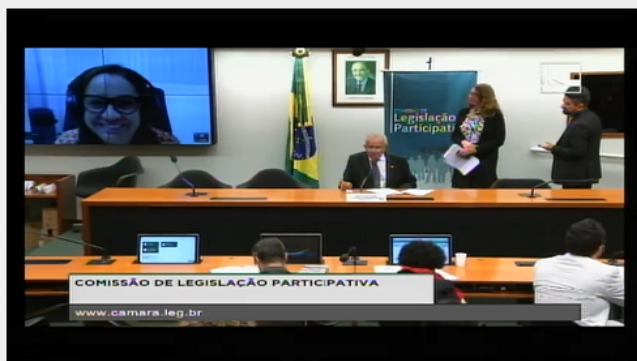 Legislação
Participati
COMISSÃO DE LEGISLAÇÃO PARTICIPATIVA
www.camara.leg.br